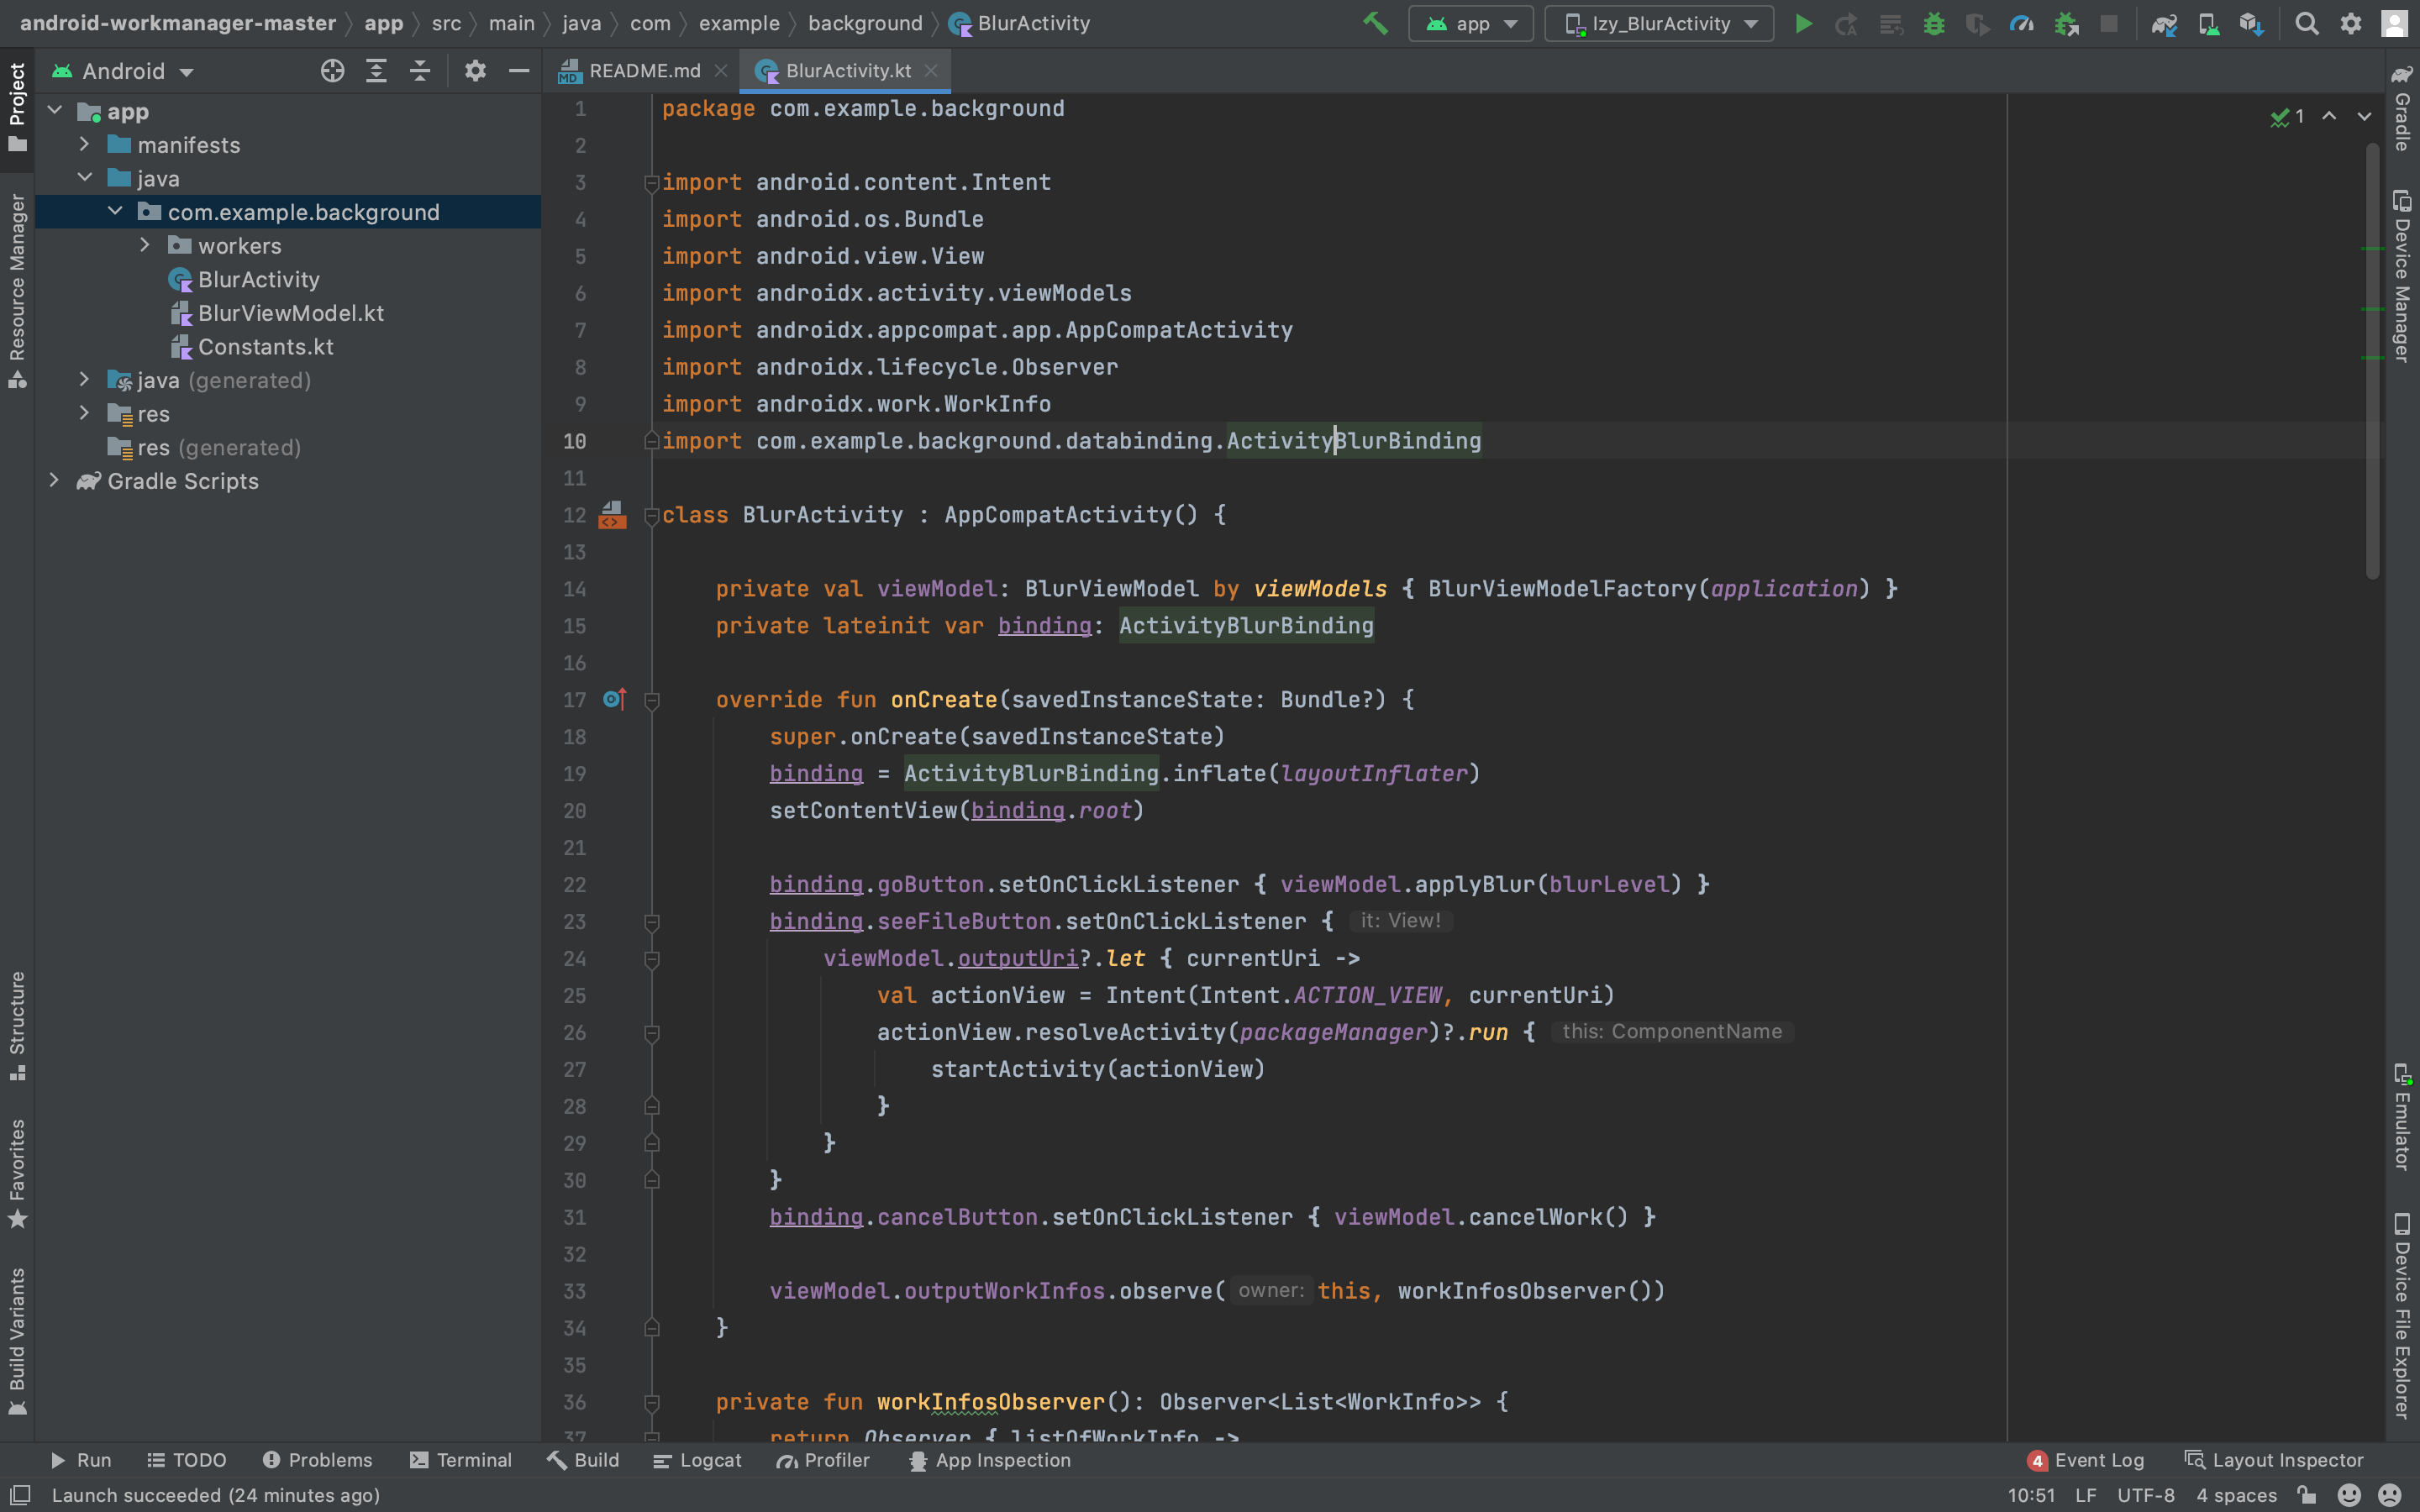 android-workmanager-master app src main java com example background BlurActivity app Izy_BlurActivity
Project
Android README.md BlurActivity.kt
app
manifests
java
com.example.background
workers
BlurActivity
BlurViewModel.kt
Constants.kt
java (generated)
res
res (generated)
Gradle Scripts
Resource Manager
Structure
Favorites
Build Variants
1 package com.example.background
2
3 import android.content.Intent
4 import android.os.Bundle
5 import android.view.View
6 import androidx.activity.viewModels
7 import androidx.appcompat.app.AppCompatActivity
8 import androidx.lifecycle.Observer
9 import androidx.work.WorkInfo
10 import com.example.background.databinding.ActivityBlurBinding
11
12 class BlurActivity : AppCompatActivity() {
13
14 private val viewModel: BlurViewModel by viewModels { BlurViewModelFactory(application) }
15 private lateinit var binding: ActivityBlurBinding
16
17 override fun onCreate(savedInstanceState: Bundle?) {
18 super.onCreate(savedInstanceState)
19 binding = ActivityBlurBinding.inflate(layoutInflater)
20 setContentView(binding.root)
21
22 binding.goButton.setOnClickListener { viewModel.applyBlur(blurLevel) }
23 binding.seeFileButton.setOnClickListener { it: View!
24 viewModel.outputUri?.let { currentUri ->
25 val actionView = Intent(Intent.ACTION_VIEW, currentUri)
26 actionView.resolveActivity(packageManager)?.run { this: ComponentName
27 startActivity(actionView)
28 }
29 }
30 }
31 binding.cancelButton.setOnClickListener { viewModel.cancelWork() }
32
33 viewModel.outputWorkInfos.observe( owner: this, workInfosObserver())
34 }
35
36 private fun workInfosObserver(): Observer<List<WorkInfo>> {
37 return Observer { listOfWorkInfo ->
1
Gradle
Device Manager
Emulator
Device File Explorer
Run TODO Problems Terminal Build Logcat Profiler App Inspection 4 Event Log Layout Inspector
Launch succeeded (24 minutes ago) 10:51 LF UTF-8 4 spaces